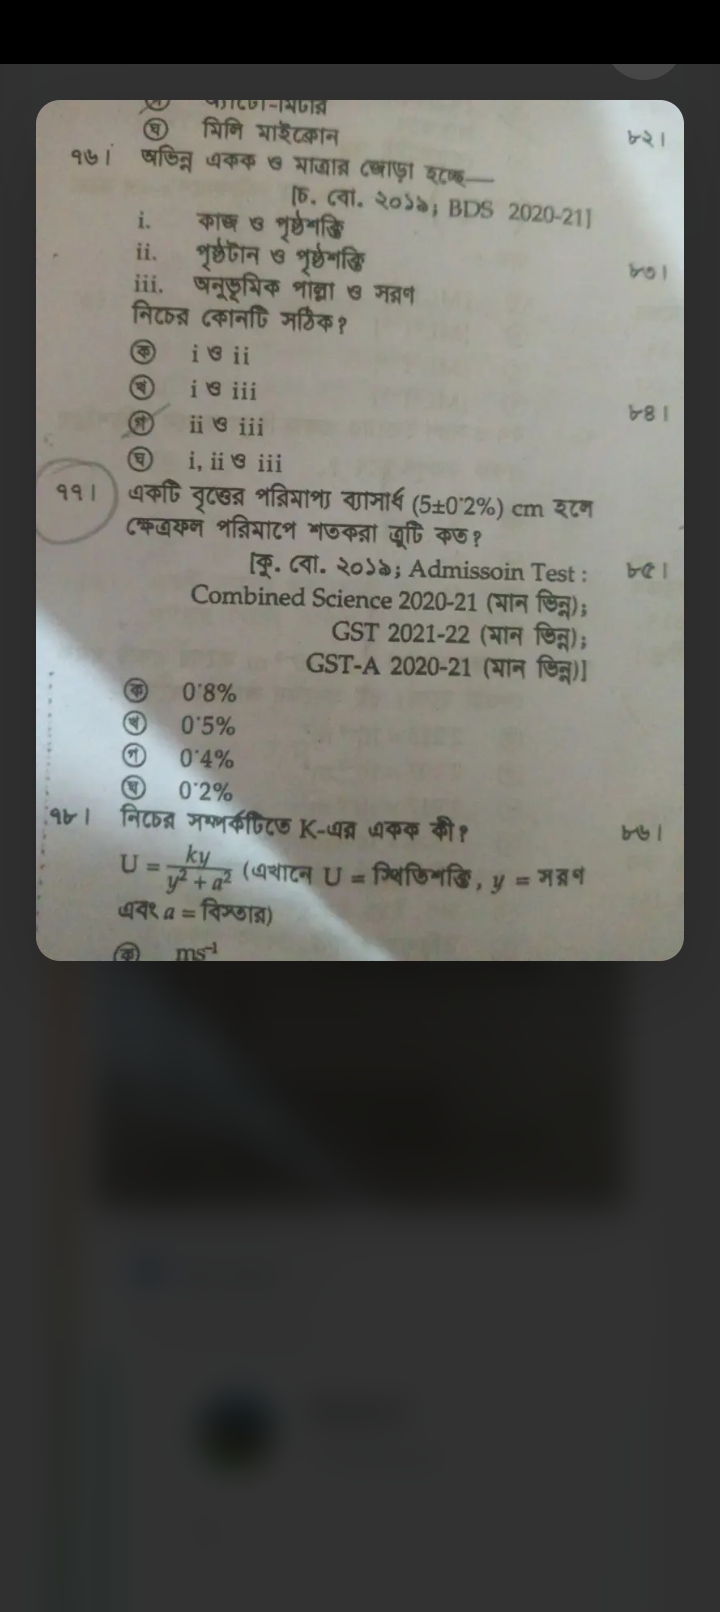 ঘ মিলি মাইক্রোন
৮২।
৭৬। অভিন্ন একক ও মাত্রার জোড়া হচ্ছে—
[চ. বো. ২০১৯; BDS 2020-21]
i. কাজ ও পৃষ্ঠশক্তি
ii. পৃষ্ঠটান ও পৃষ্ঠশক্তি
৮৩।
iii. অনুভূমিক পাল্লা ও সরণ
নিচের কোনটি সঠিক?
ক i ও ii
খ i ও iii
৮৪।
গ ii ও iii
ঘ i, ii ও iii
৭৭। একটি বৃত্তের পরিমাপ্য ব্যাসার্ধ (5±0·2%) cm হলে
ক্ষেত্রফল পরিমাপে শতকরা ত্রুটি কত?
[কু. বো. ২০১৯; Admissoin Test :
৮৫।
Combined Science 2020-21 (মান ভিন্ন);
GST 2021-22 (মান ভিন্ন);
GST-A 2020-21 (মান ভিন্ন)]
ক 0·8%
খ 0·5%
গ 0·4%
ঘ 0·2%
৭৮। নিচের সম্পর্কটিতে K-এর একক কী?
৮৬।
U = ky / y² + a² (এখানে U = স্থিতিশক্তি, y = সরণ
এবং a = বিস্তার)
ক ms⁻¹